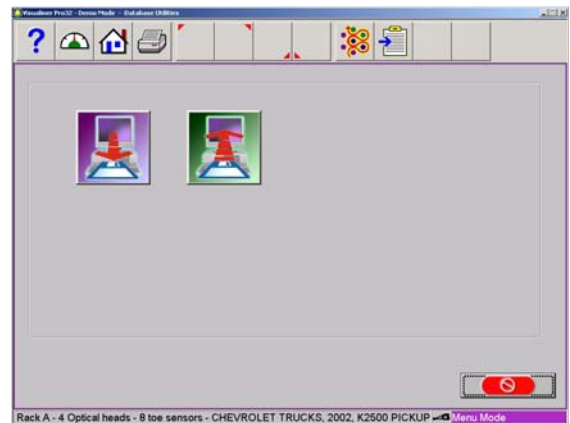 Visualiner Pro32 - Demo Mode - Database Utilities
?
Rack A - 4 Optical heads - 8 toe sensors - CHEVROLET TRUCKS, 2002, K2500 PICKUP
Menu Mode